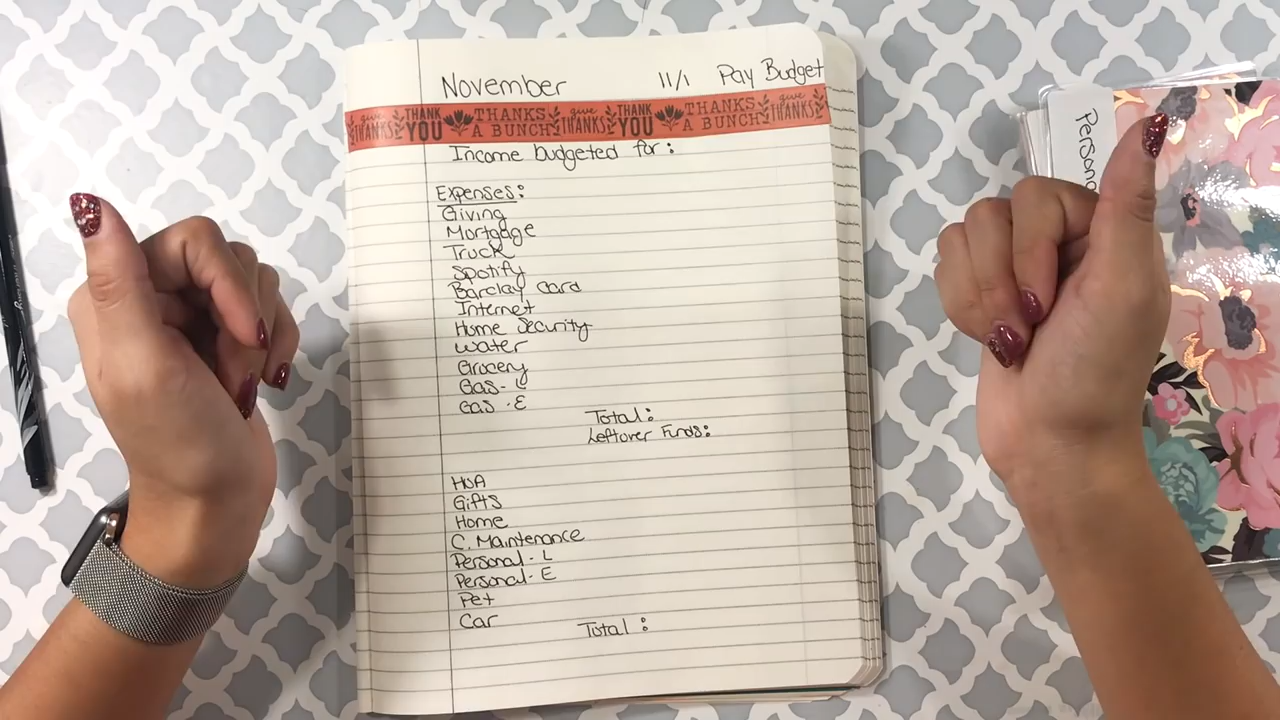 November 11/1 Pay Budget
give THANKS THANK YOU THANKS A BUNCH give THANKS THANK YOU THANKS A BUNCH give THANKS
Income budgeted for:
Expenses:
Giving
Mortgage
Truck
Spotify
Barclay Card
Internet
Home Security
Water
Grocery
Gas- L
Gas -E
Total:
Leftover Funds:
HOA
Gifts
Home
C. Maintenance
Personal- L
Personal- E
Pet
Car
Total:
Persona